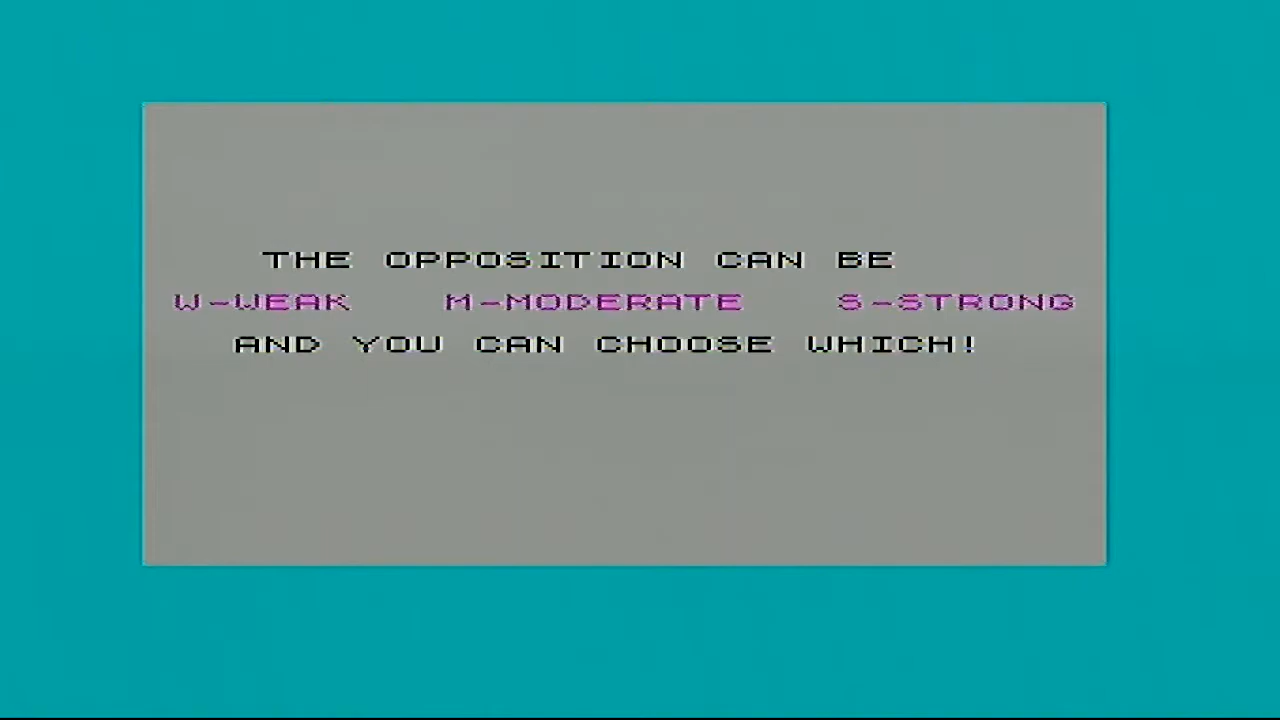 THE OPPOSITION CAN BE
W-WEAK M-MODERATE S-STRONG
AND YOU CAN CHOOSE WHICH!